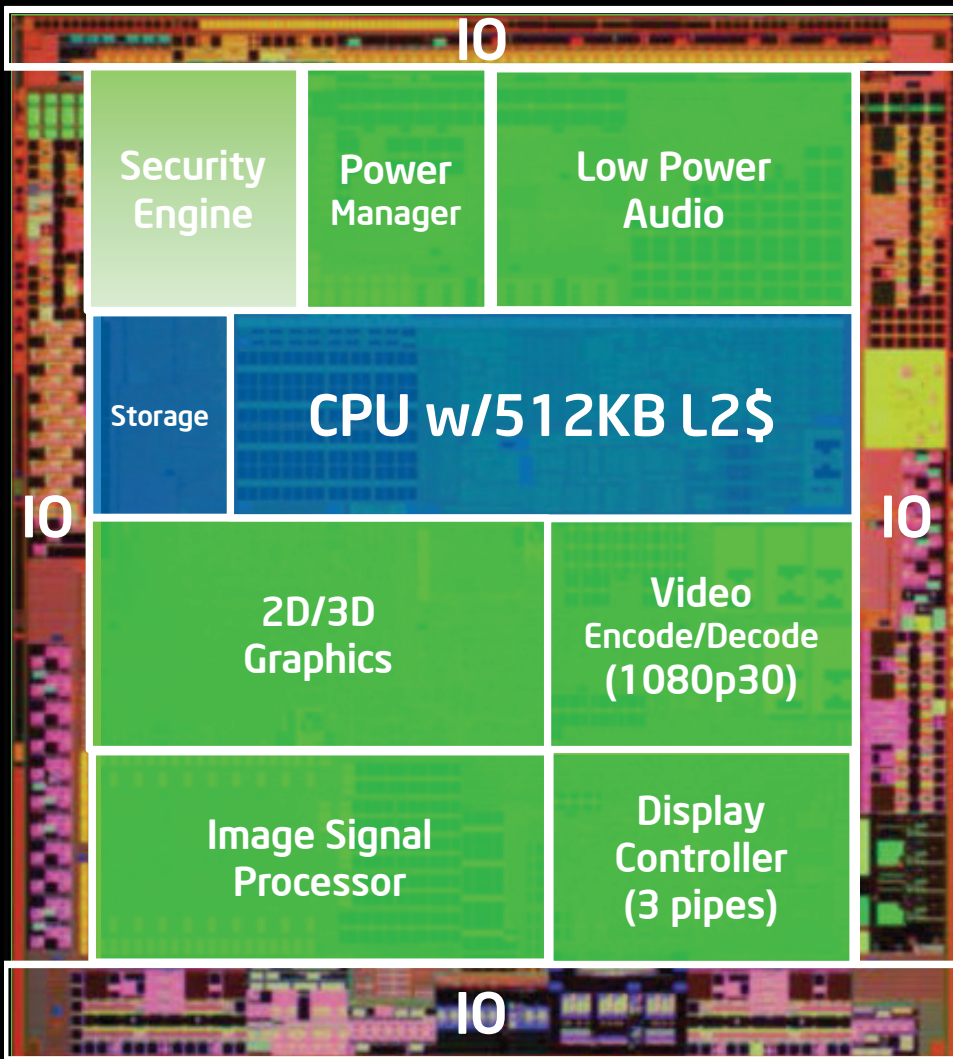 IO
Security
Engine
Power
Manager
Low Power
Audio
Storage
CPU w/512KB L2$
IO
IO
2D/3D
Graphics
Video
Encode/Decode
(1080p30)
Image Signal
Processor
Display
Controller
(3 pipes)
IO